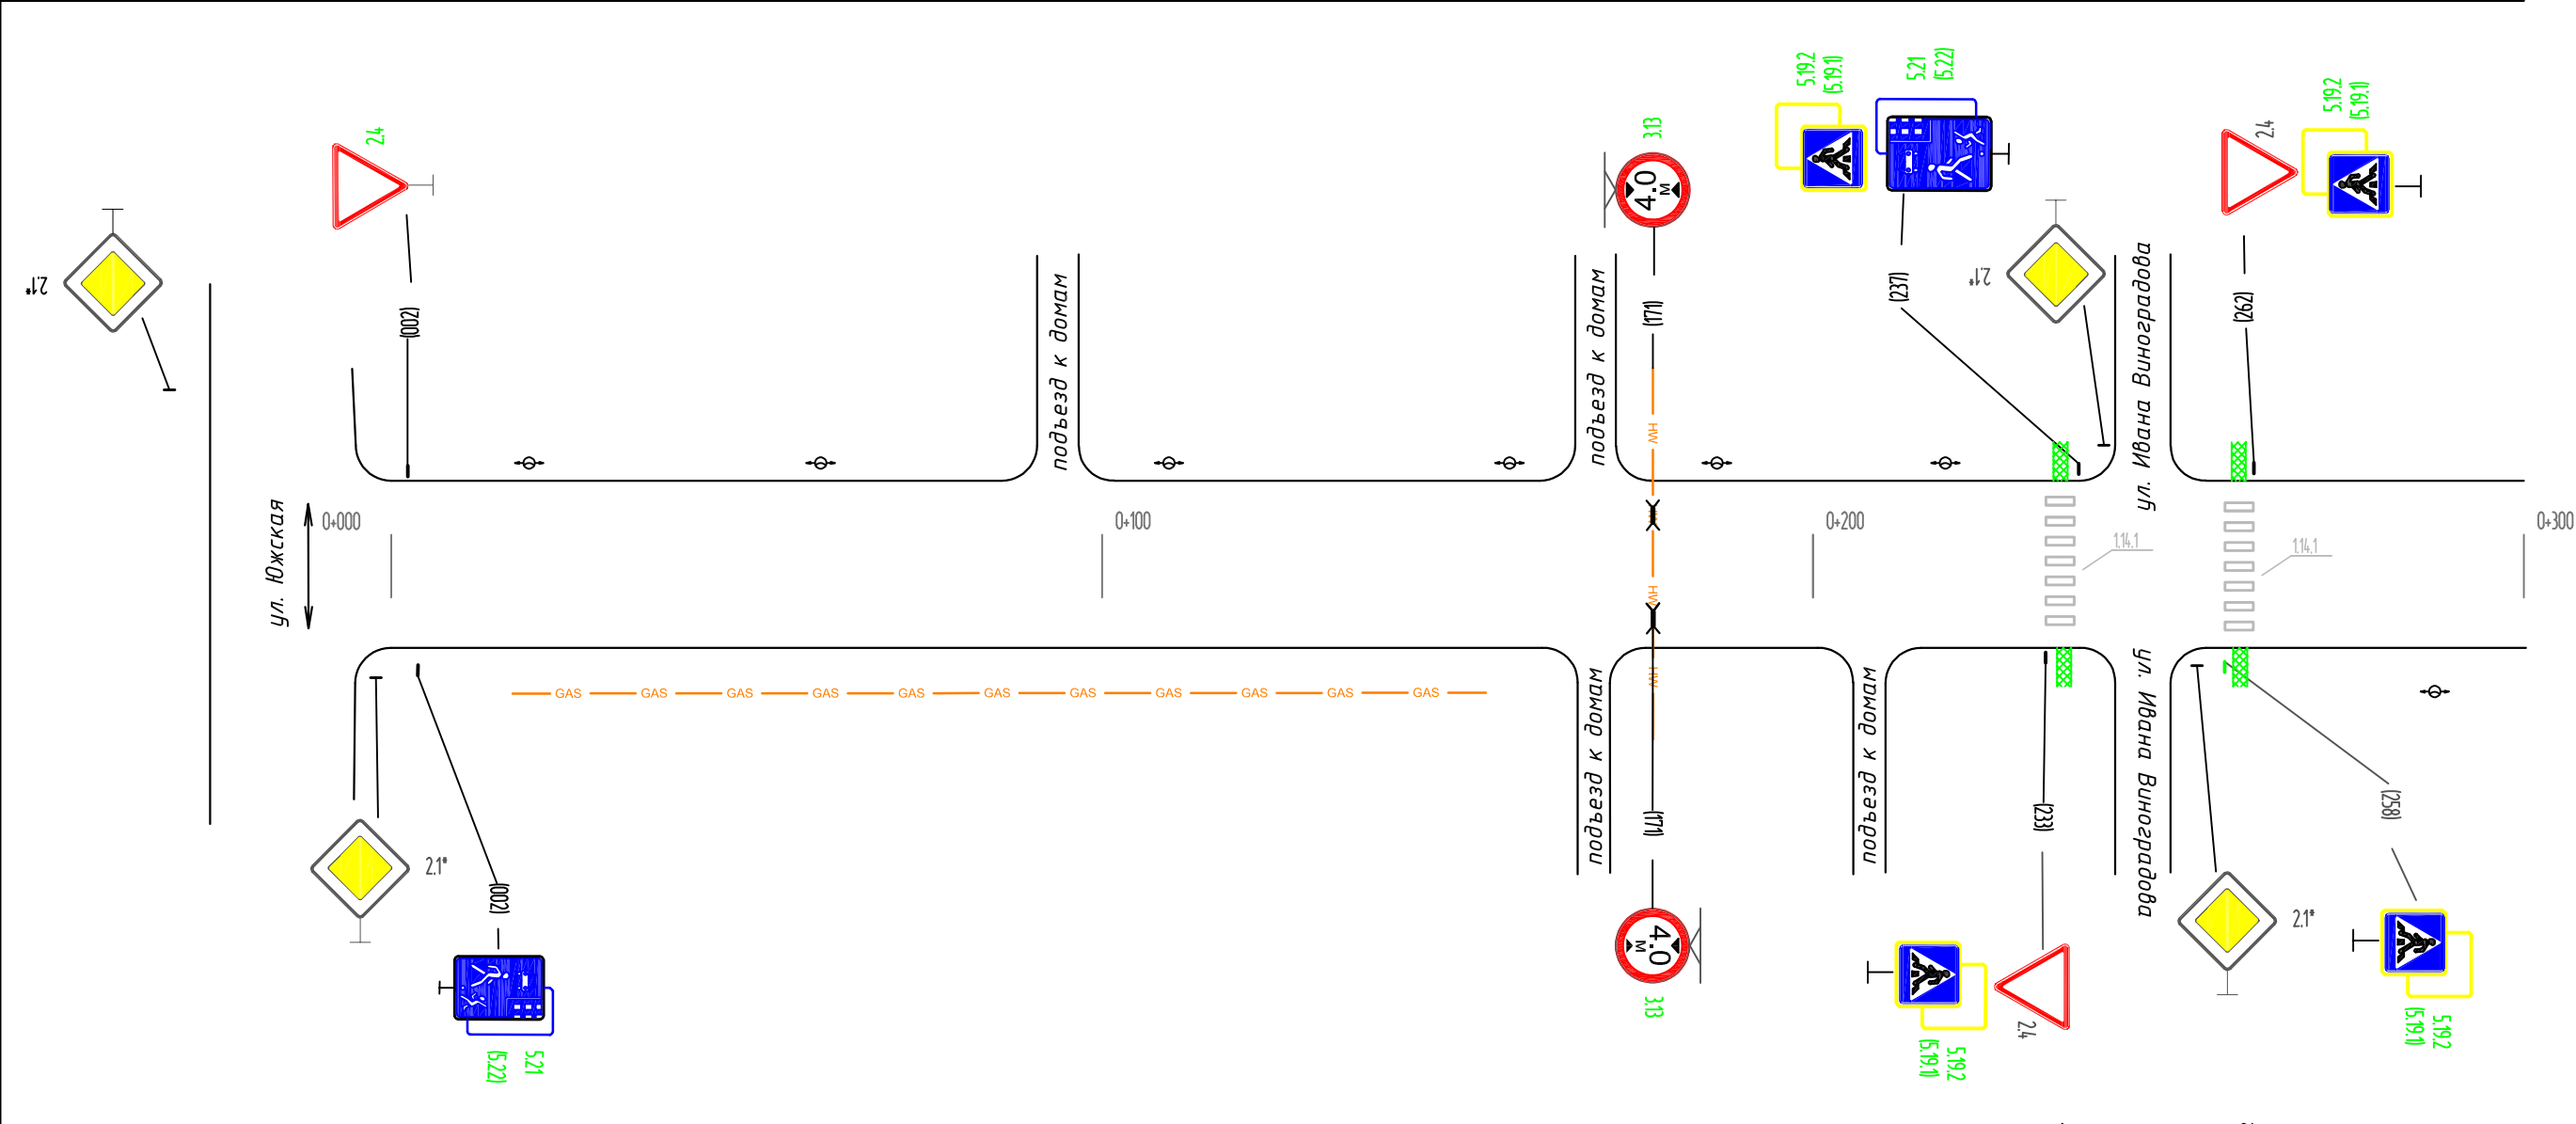 5.19.2
(5.19.1)
5.21
(5.22)
5.19.2
(5.19.1)
2.4
3.13
2.4
4.0
М
2.1*
2.1*
(002)
подъезд к домам
подъезд к домам
(171)
(237)
ул. Ивана Виноградова
(262)
HW
ул. Южская
0+000
0+100
HW
0+200
0+300
1.14.1
1.14.1
HW
HW
GAS GAS GAS GAS GAS GAS GAS GAS GAS GAS GAS
подъезд к домам
подъезд к домам
ул. Ивана Виноградова
(171)
(233)
(258)
2.1*
(002)
2.1*
4.0
М
3.13
2.4
5.21
(5.22)
5.19.2
(5.19.1)
5.19.2
(5.19.1)